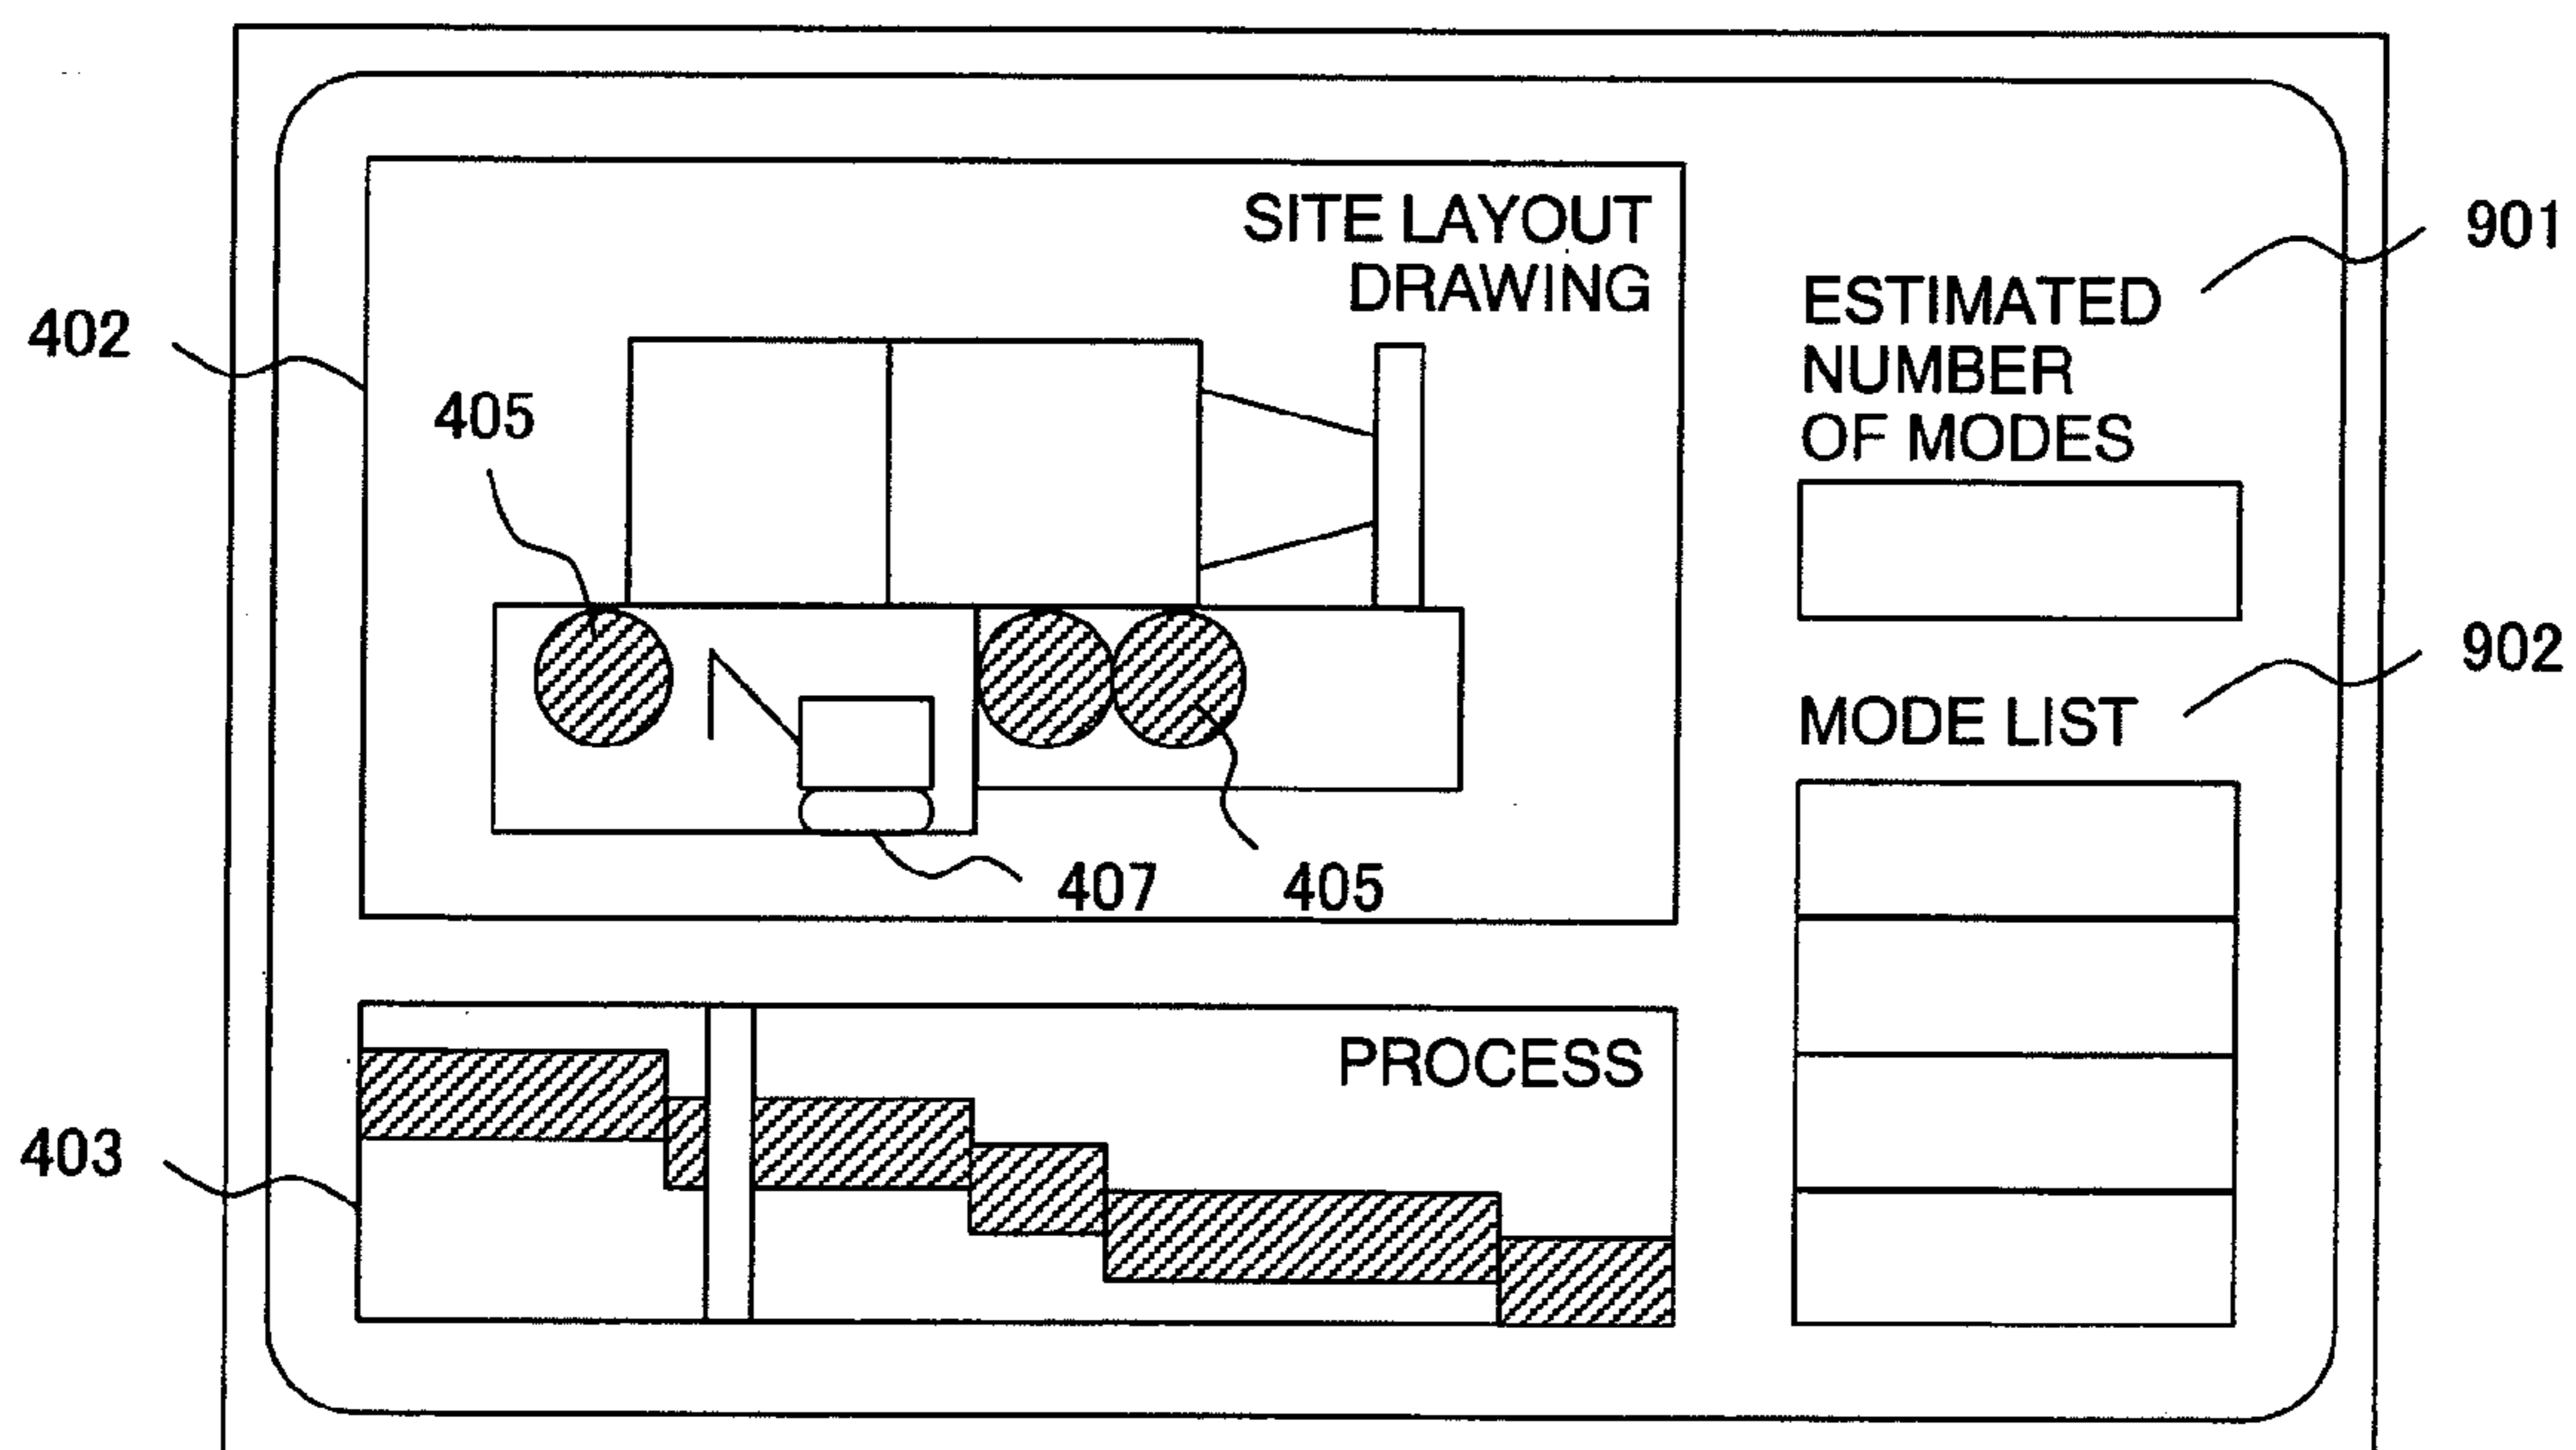 SITE LAYOUT
DRAWING
402
405
407
405
901
ESTIMATED
NUMBER
OF MODES
902
MODE LIST
PROCESS
403